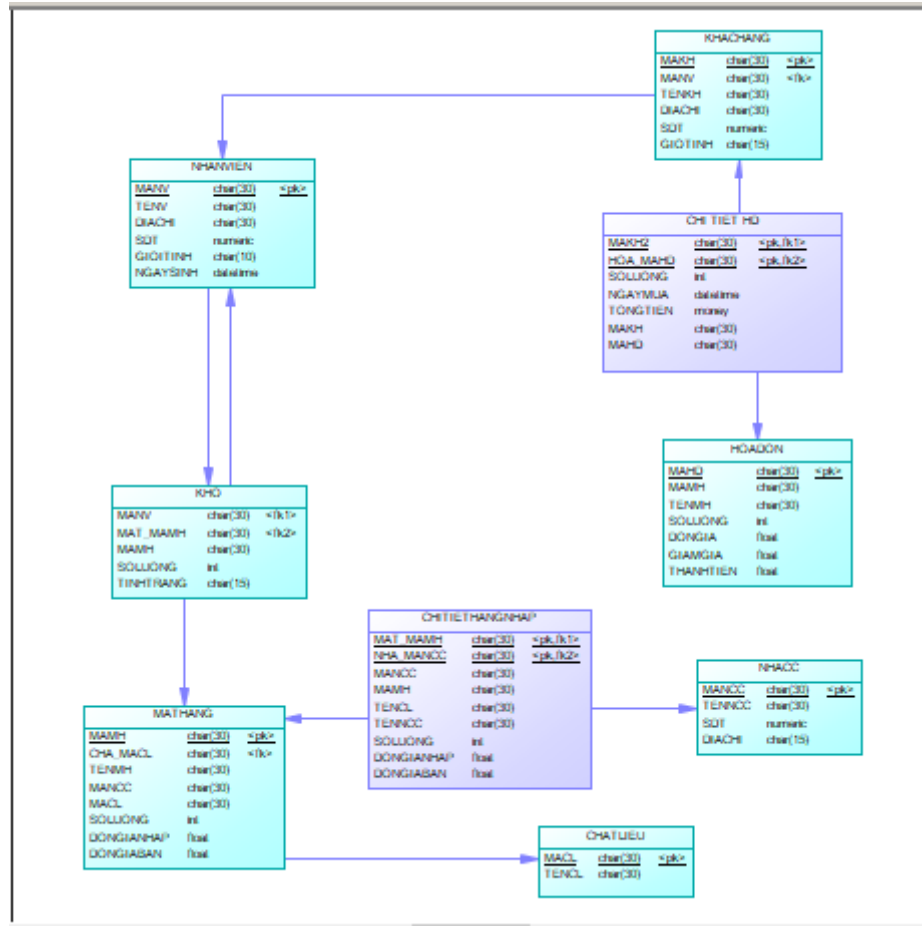 KHACHANG
MAKH char(30) <pk>
MANV char(30) <fk>
TENKH char(30)
DIACHI char(30)
SDT numeric
GIOTINH char(15)
NHANVIEN
MANV char(30) <pk>
TENV char(30)
DIACHI char(30)
SDT numeric
GIOITINH char(10)
NGAYSINH datetime
CHI TIET HD
MAKH2 char(30) <pk,fk1>
HOA_MAHD char(30) <pk,fk2>
SOLUONG int
NGAYMUA datetime
TONGTIEN money
MAKH char(30)
MAHD char(30)
HOADON
MAHD char(30) <pk>
MAMH char(30)
TENMH char(30)
SOLUONG int
DONGIA float
GIAMGIA float
THANHTIEN float
KHO
MANV char(30) <fk1>
MAT_MAMH char(30) <fk2>
MAMH char(30)
SOLUONG int
TINHTRANG char(15)
CHITIETHANGNHAP
MAT_MAMH char(30) <pk,fk1>
NHA_MANCC char(30) <pk,fk2>
MANCC char(30)
MAMH char(30)
TENCL char(30)
TENNCC char(30)
SOLUONG int
DONGIANHAP float
DONGIABAN float
NHACC
MANCC char(30) <pk>
TENNCC char(30)
SDT numeric
DIACHI char(15)
MATHANG
MAMH char(30) <pk>
CHA_MACL char(30) <fk>
TENMH char(30)
MANCC char(30)
MACL char(30)
SOLUONG int
DONGIANHAP float
DONGIABAN float
CHATLIEU
MACL char(30) <pk>
TENCL char(30)